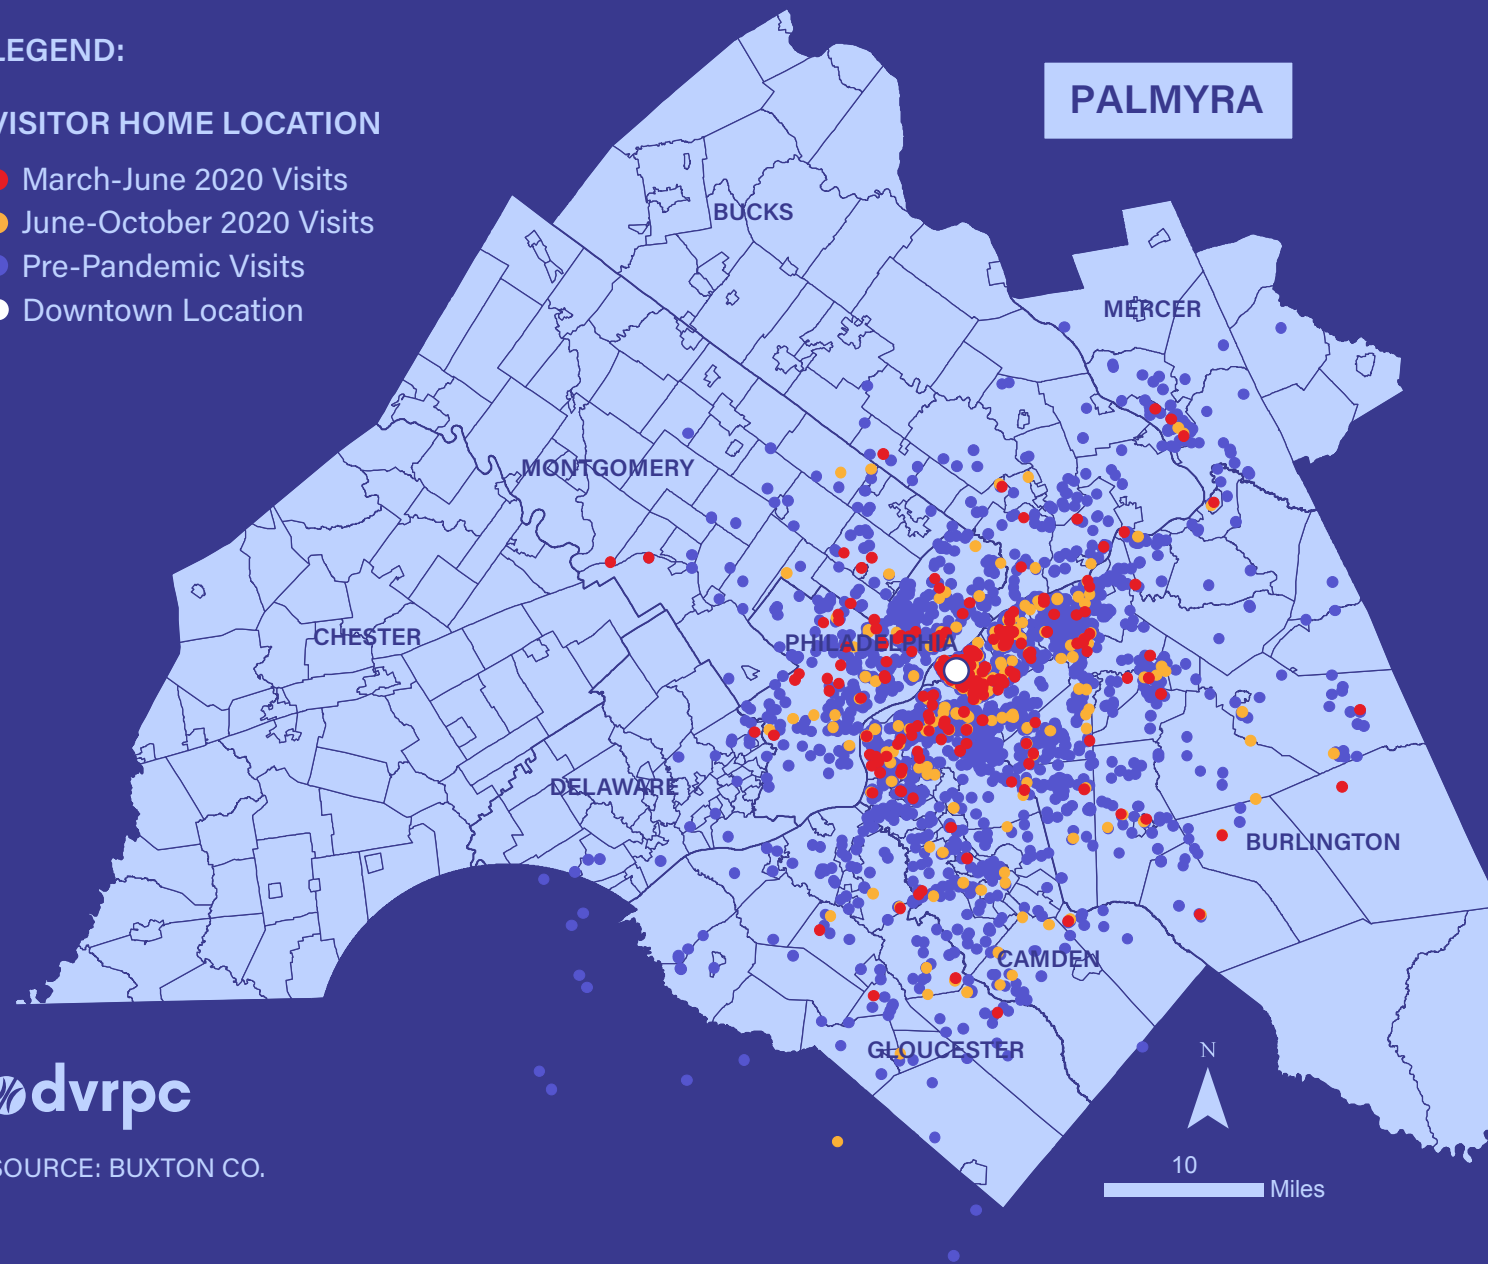 LEGEND:
PALMYRA
VISITOR HOME LOCATION
March-June 2020 Visits
June-October 2020 Visits
Pre-Pandemic Visits
Downtown Location
BUCKS
MERCER
MONTGOMERY
CHESTER
PHILADELPHIA
DELAWARE
BURLINGTON
CAMDEN
GLOUCESTER
N
dvrpc
10
Miles
SOURCE: BUXTON CO.